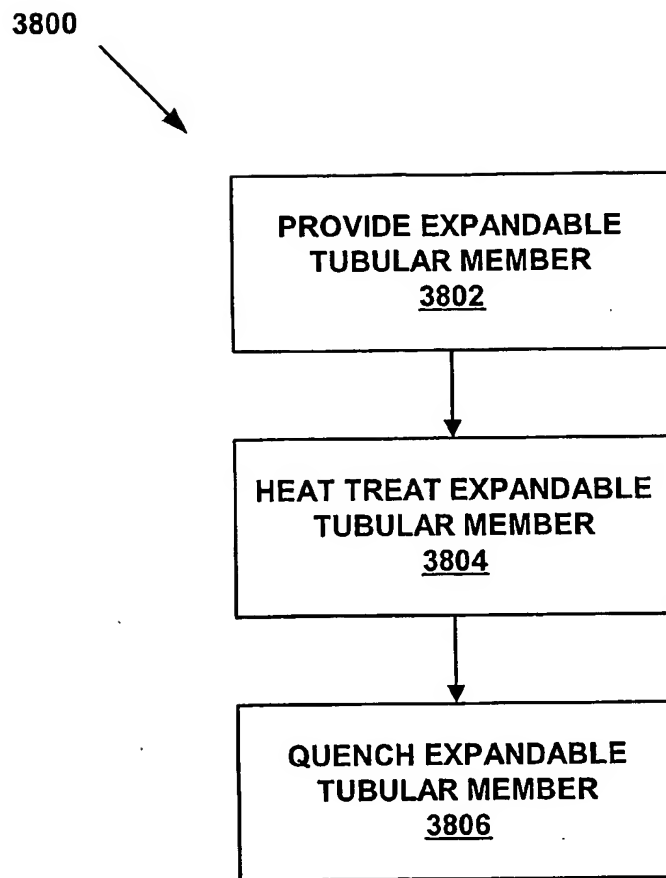 3800
PROVIDE EXPANDABLE
TUBULAR MEMBER
3802
HEAT TREAT EXPANDABLE
TUBULAR MEMBER
3804
QUENCH EXPANDABLE
TUBULAR MEMBER
3806